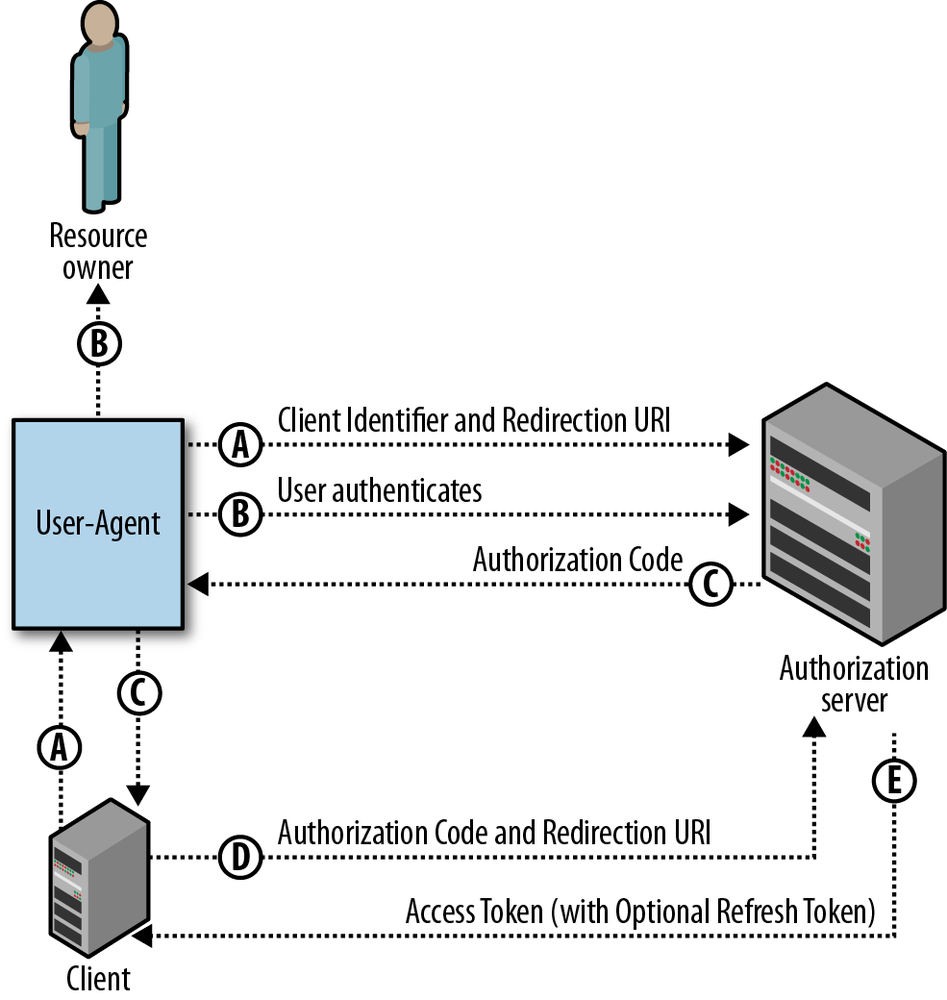 Resource
owner
B
A
Client Identifier and Redirection URI
B
User authenticates
User-Agent
Authorization Code
C
Authorization
server
C
A
E
D
Authorization Code and Redirection URI
Access Token (with Optional Refresh Token)
Client